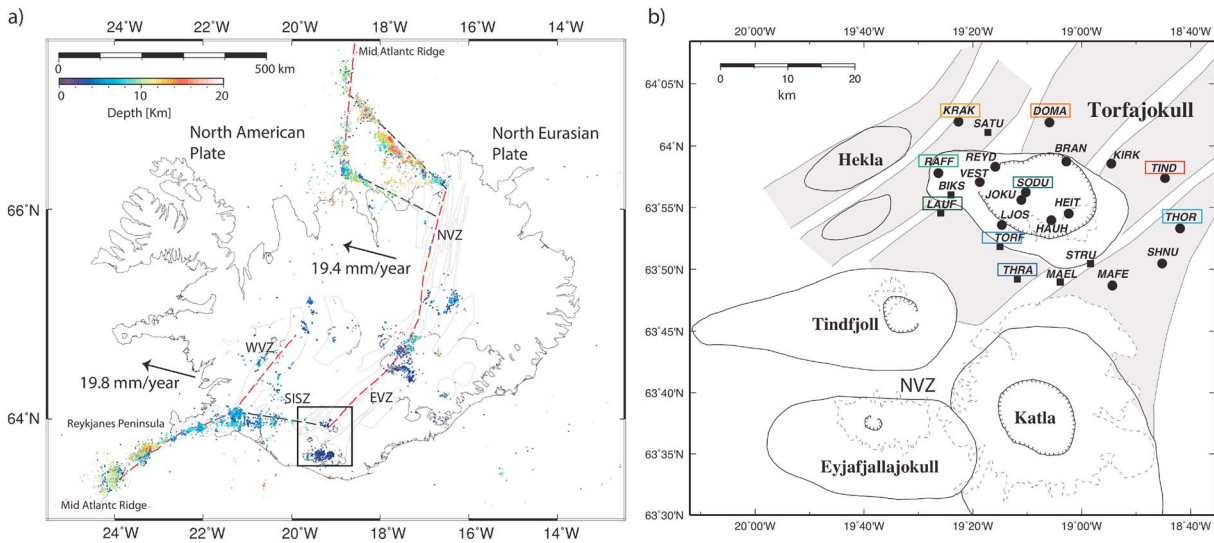 a)
24°W 22°W 20°W 18°W 16°W
0 500 km
0 10 20
Depth [Km]
Mid Atlantc Ridge
North American
Plate
North Eurasian
Plate
66°N
NVZ
19.4 mm/year
WVZ
19.8 mm/year
SISZ
EVZ
64°N
Reykjanes Peninsula
Mid Atlantc Ridge
24°W 22°W 20°W 18°W 16°W
b)
20°00'W 19°40'W 19°20'W 19°00'W 18°40'W
0 10 20
km
64°05'N
64°N
63°55'N
63°50'N
63°45'N
63°40'N
63°35'N
63°30'N
KRAK
SATU
DOMA
Torfajokull
Hekla
RAFF
REYD
BRAN
KIRK
VEST
TIND
BIKS
SODU
JOKU
LAUF
HEIT
LJOS
HAUH
THOR
TORF
STRU
SHNU
THRA
MAEL
MAFE
Tindfjoll
NVZ
Katla
Eyjafjallajokull
20°00'W 19°40'W 19°20'W 19°00'W 18°40'W